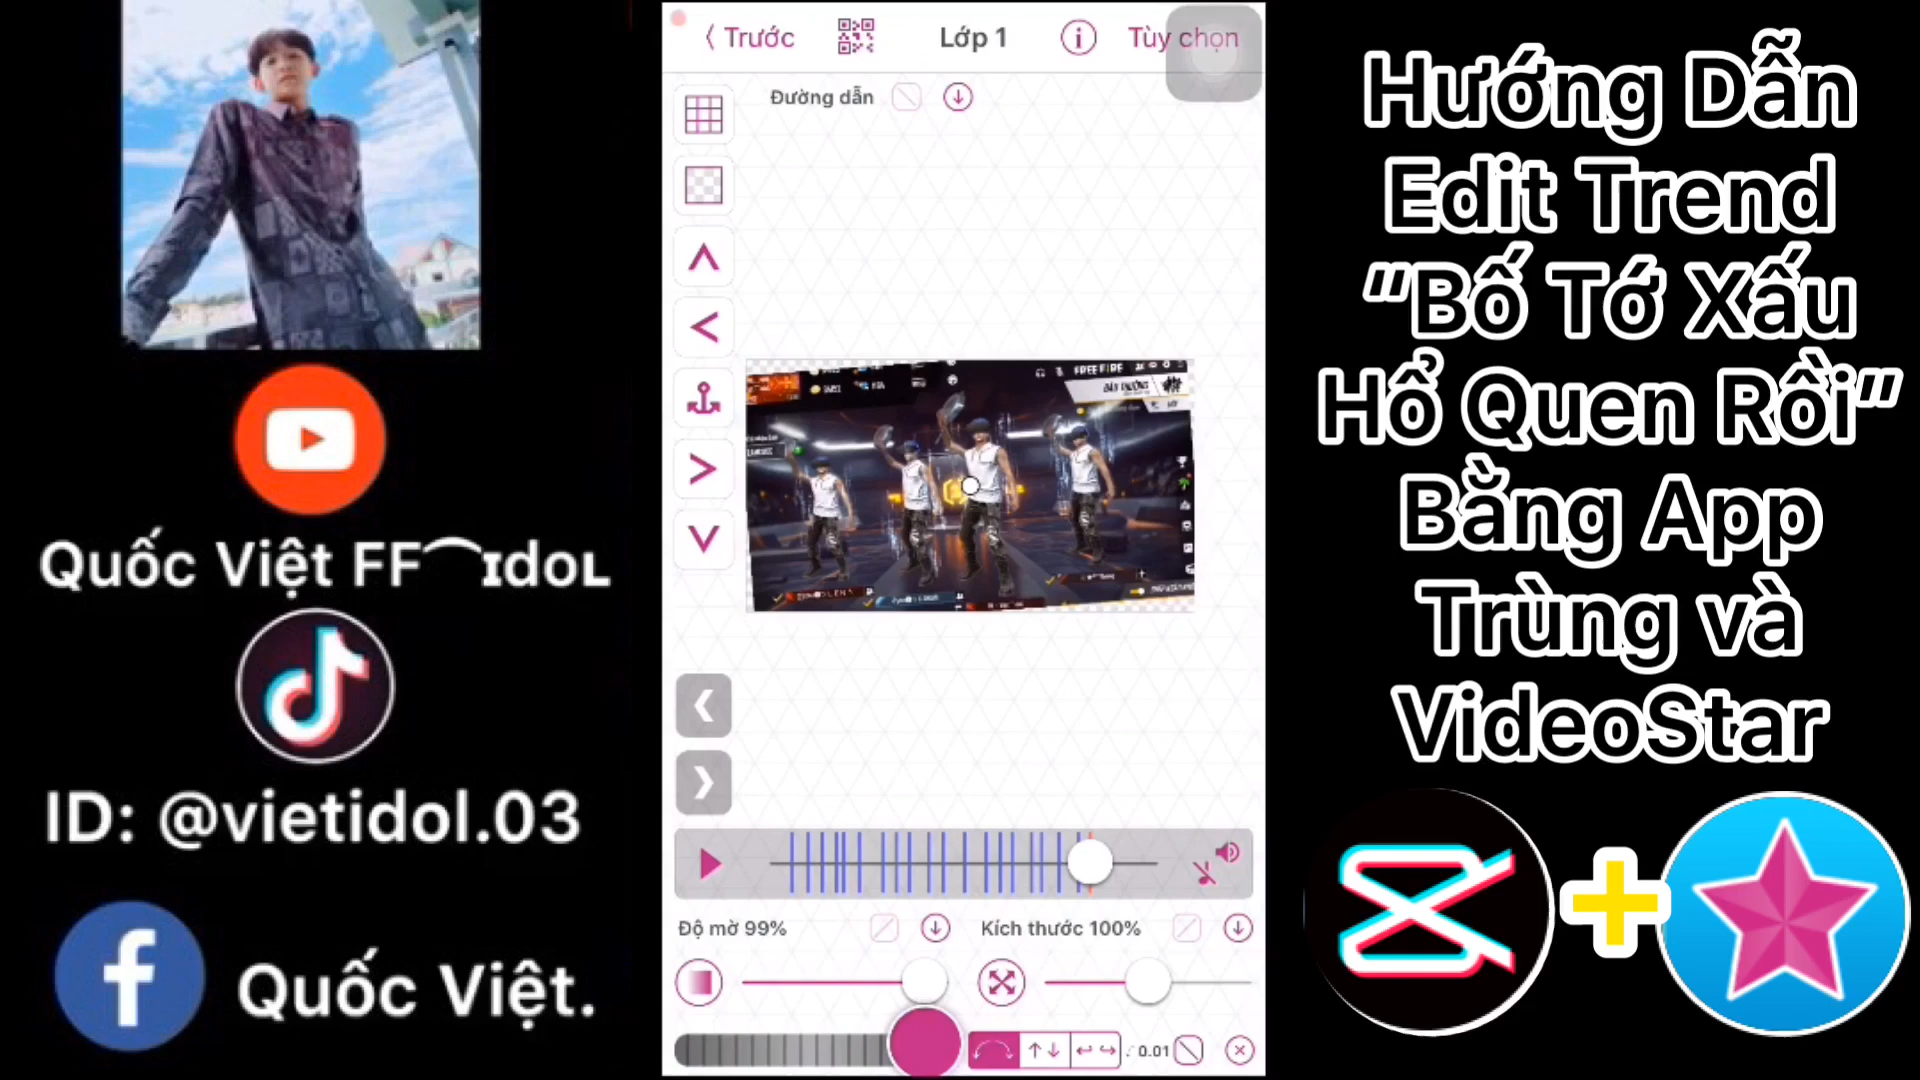 Quốc Việt FF⁀ɪdoʟ
ID: @vietidol.03
f
Quốc Việt.
Trước
Lớp 1
i
Tùy chọn
Đường dẫn
FREE FIRE
Độ mờ 99%
Kích thước 100%
0.01
Hướng Dẫn
Edit Trend
"Bố Tớ Xấu
Hổ Quen Rồi"
Bằng App
Trùng và
VideoStar